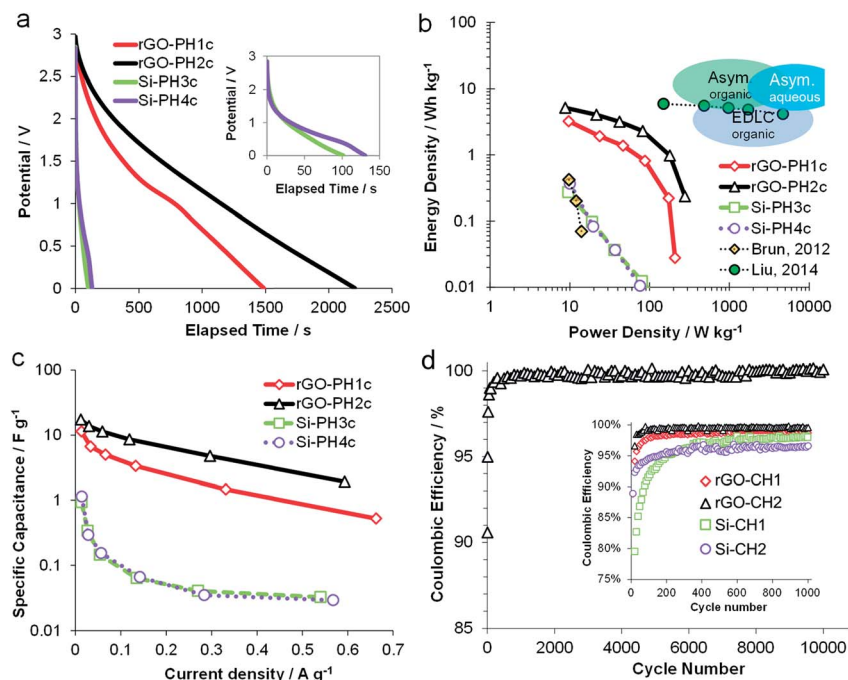 a
rGO-PH1c
rGO-PH2c
Si-PH3c
Si-PH4c
3
2.5
2
1.5
1
0.5
0
Potential / V
0 500 1000 1500 2000 2500
Elapsed Time / s
3
2
1
0
Potential / V
0 50 100 150
Elapsed Time / s
b
10
10
1
0.1
0.01
Energy Density / Wh kg-1
1 10 100 1000 10000
Power Density / W kg-1
Asym.
organic
Asym.
aqueous
EDLC
organic
rGO-PH1c
rGO-PH2c
Si-PH3c
Si-PH4c
Brun, 2012
Liu, 2014
c
100
10
1
0.1
0.01
Specific Capacitance / F g-1
0 0.1 0.2 0.3 0.4 0.5 0.6 0.7
Current density / A g-1
rGO-PH1c
rGO-PH2c
Si-PH3c
Si-PH4c
d
100
95
90
85
Coulombic Efficiency / %
0 2000 4000 6000 8000 10000
Cycle Number
100%
95%
90%
85%
80%
75%
Coulombic Efficiency
0 200 400 600 800 1000
Cycle number
rGO-CH1
rGO-CH2
Si-CH1
Si-CH2